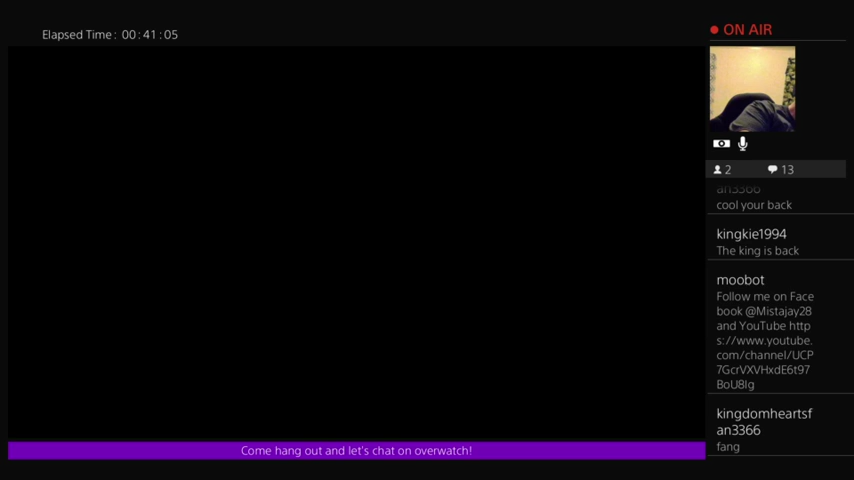 Elapsed Time: 00:41:05
ON AIR
2 13
an3366
cool your back
kingkie1994
The king is back
moobot
Follow me on Face
book @Mistajay28
and YouTube http
s://www.youtube.
com/channel/UCP
7GcrVXVHxdE6t97
BoU8Ig
kingdomheartsf
an3366
fang
Come hang out and let's chat on overwatch!